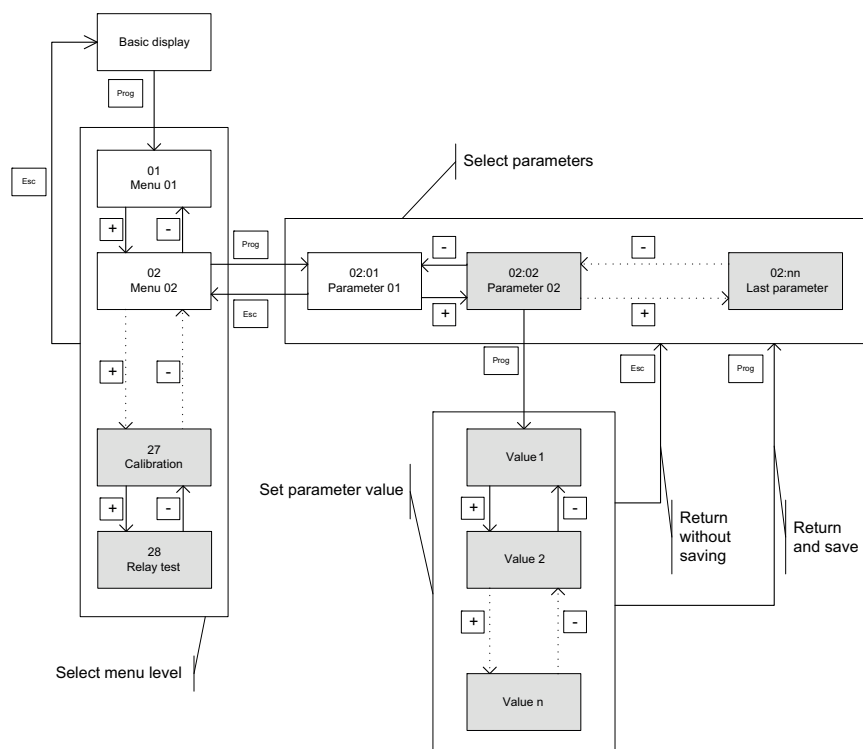 Basic display
Prog
Esc
01
Menu 01
+
-
Select parameters
02
Menu 02
Prog
Esc
02:01
Parameter 01
-
+
02:02
Parameter 02
-
+
02:nn
Last parameter
+
-
Prog
Esc
Prog
27
Calibration
+
-
28
Relay test
Select menu level
Set parameter value
Value 1
+
-
Value 2
+
-
Value n
Return
without
saving
Return
and save